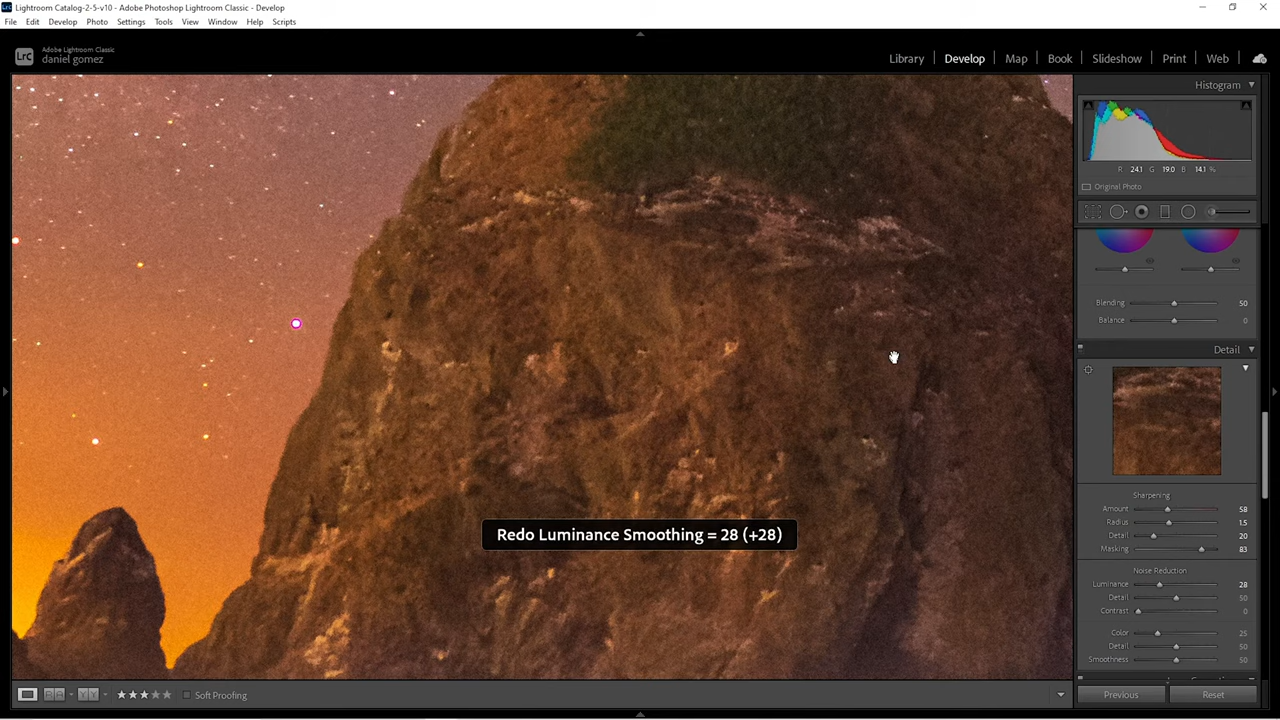 Lightroom Catalog-2-5-v10 - Adobe Photoshop Lightroom Classic - Develop
File Edit Develop Photo Settings Tools View Window Help Scripts
Lrc
Adobe Lightroom Classic
daniel gomez
Library Develop Map Book Slideshow Print Web
Histogram
R 24.1 G 19.0 B 14.1 %
Original Photo
Blending 50
Balance 0
Detail
Sharpening
Amount 58
Radius 1.5
Detail 20
Masking 83
Redo Luminance Smoothing = 28 (+28)
Noise Reduction
Luminance 28
Detail 50
Contrast 0
Color 25
Detail 50
Smoothness 50
Soft Proofing
Previous Reset